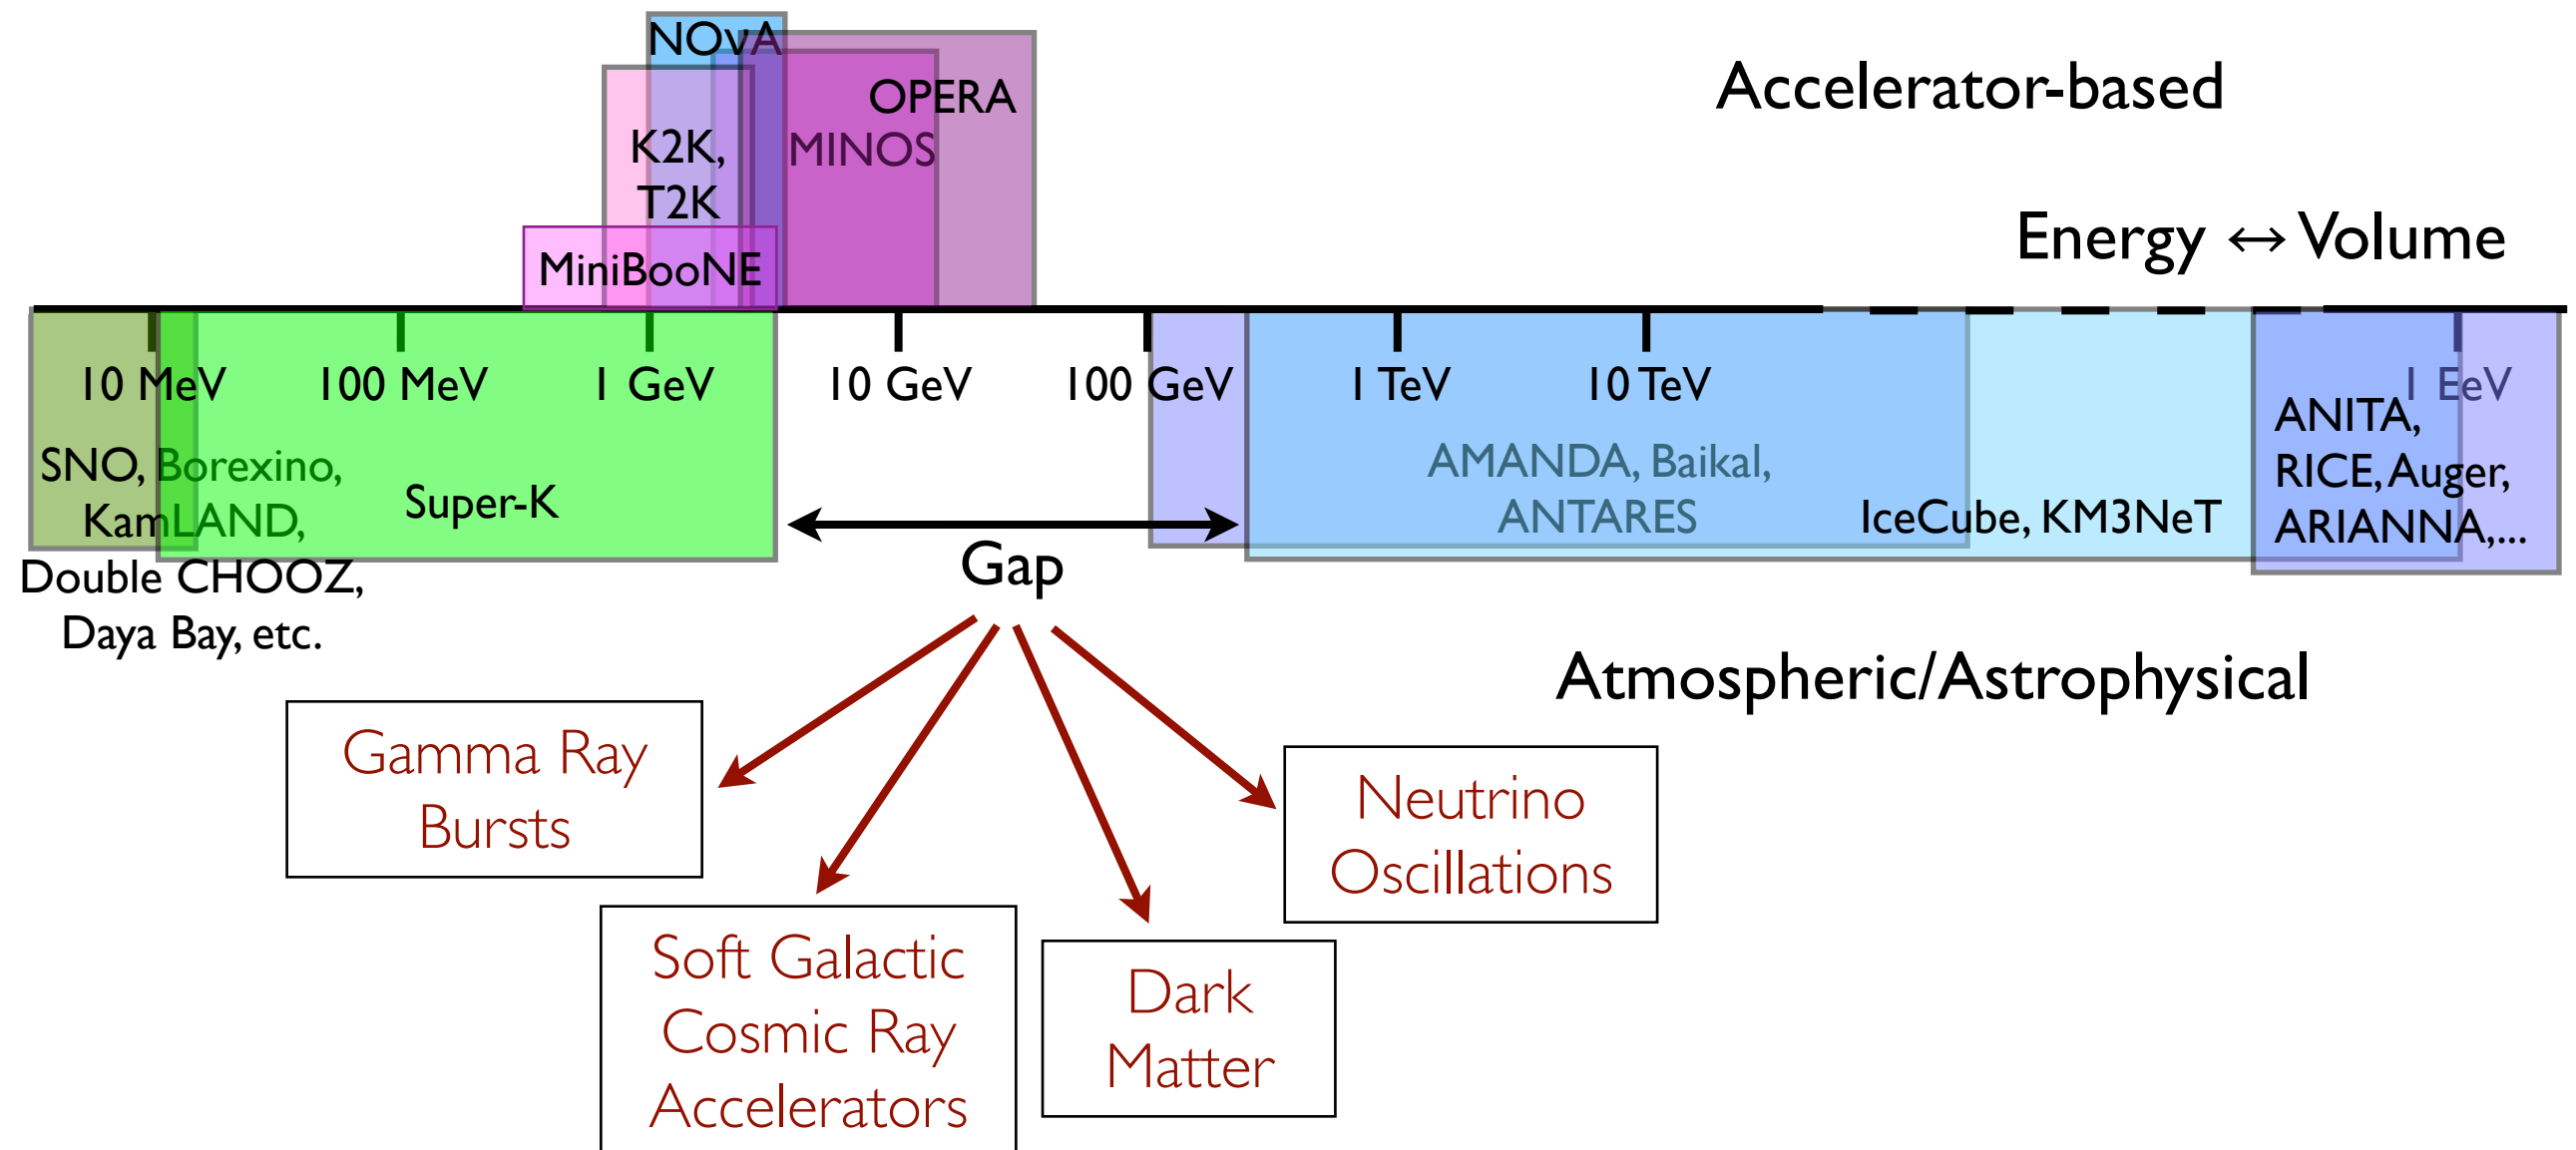 NOνA
Accelerator-based
OPERA
K2K,
T2K
MINOS
Energy ↔ Volume
MiniBooNE
10 MeV
100 MeV
1 GeV
10 GeV
100 GeV
1 TeV
10 TeV
1 EeV
SNO, Borexino,
KamLAND,
Double CHOOZ,
Daya Bay, etc.
Super-K
Gap
AMANDA, Baikal,
ANTARES
IceCube, KM3NeT
ANITA,
RICE, Auger,
ARIANNA,...
Atmospheric/Astrophysical
Gamma Ray
Bursts
Soft Galactic
Cosmic Ray
Accelerators
Dark
Matter
Neutrino
Oscillations